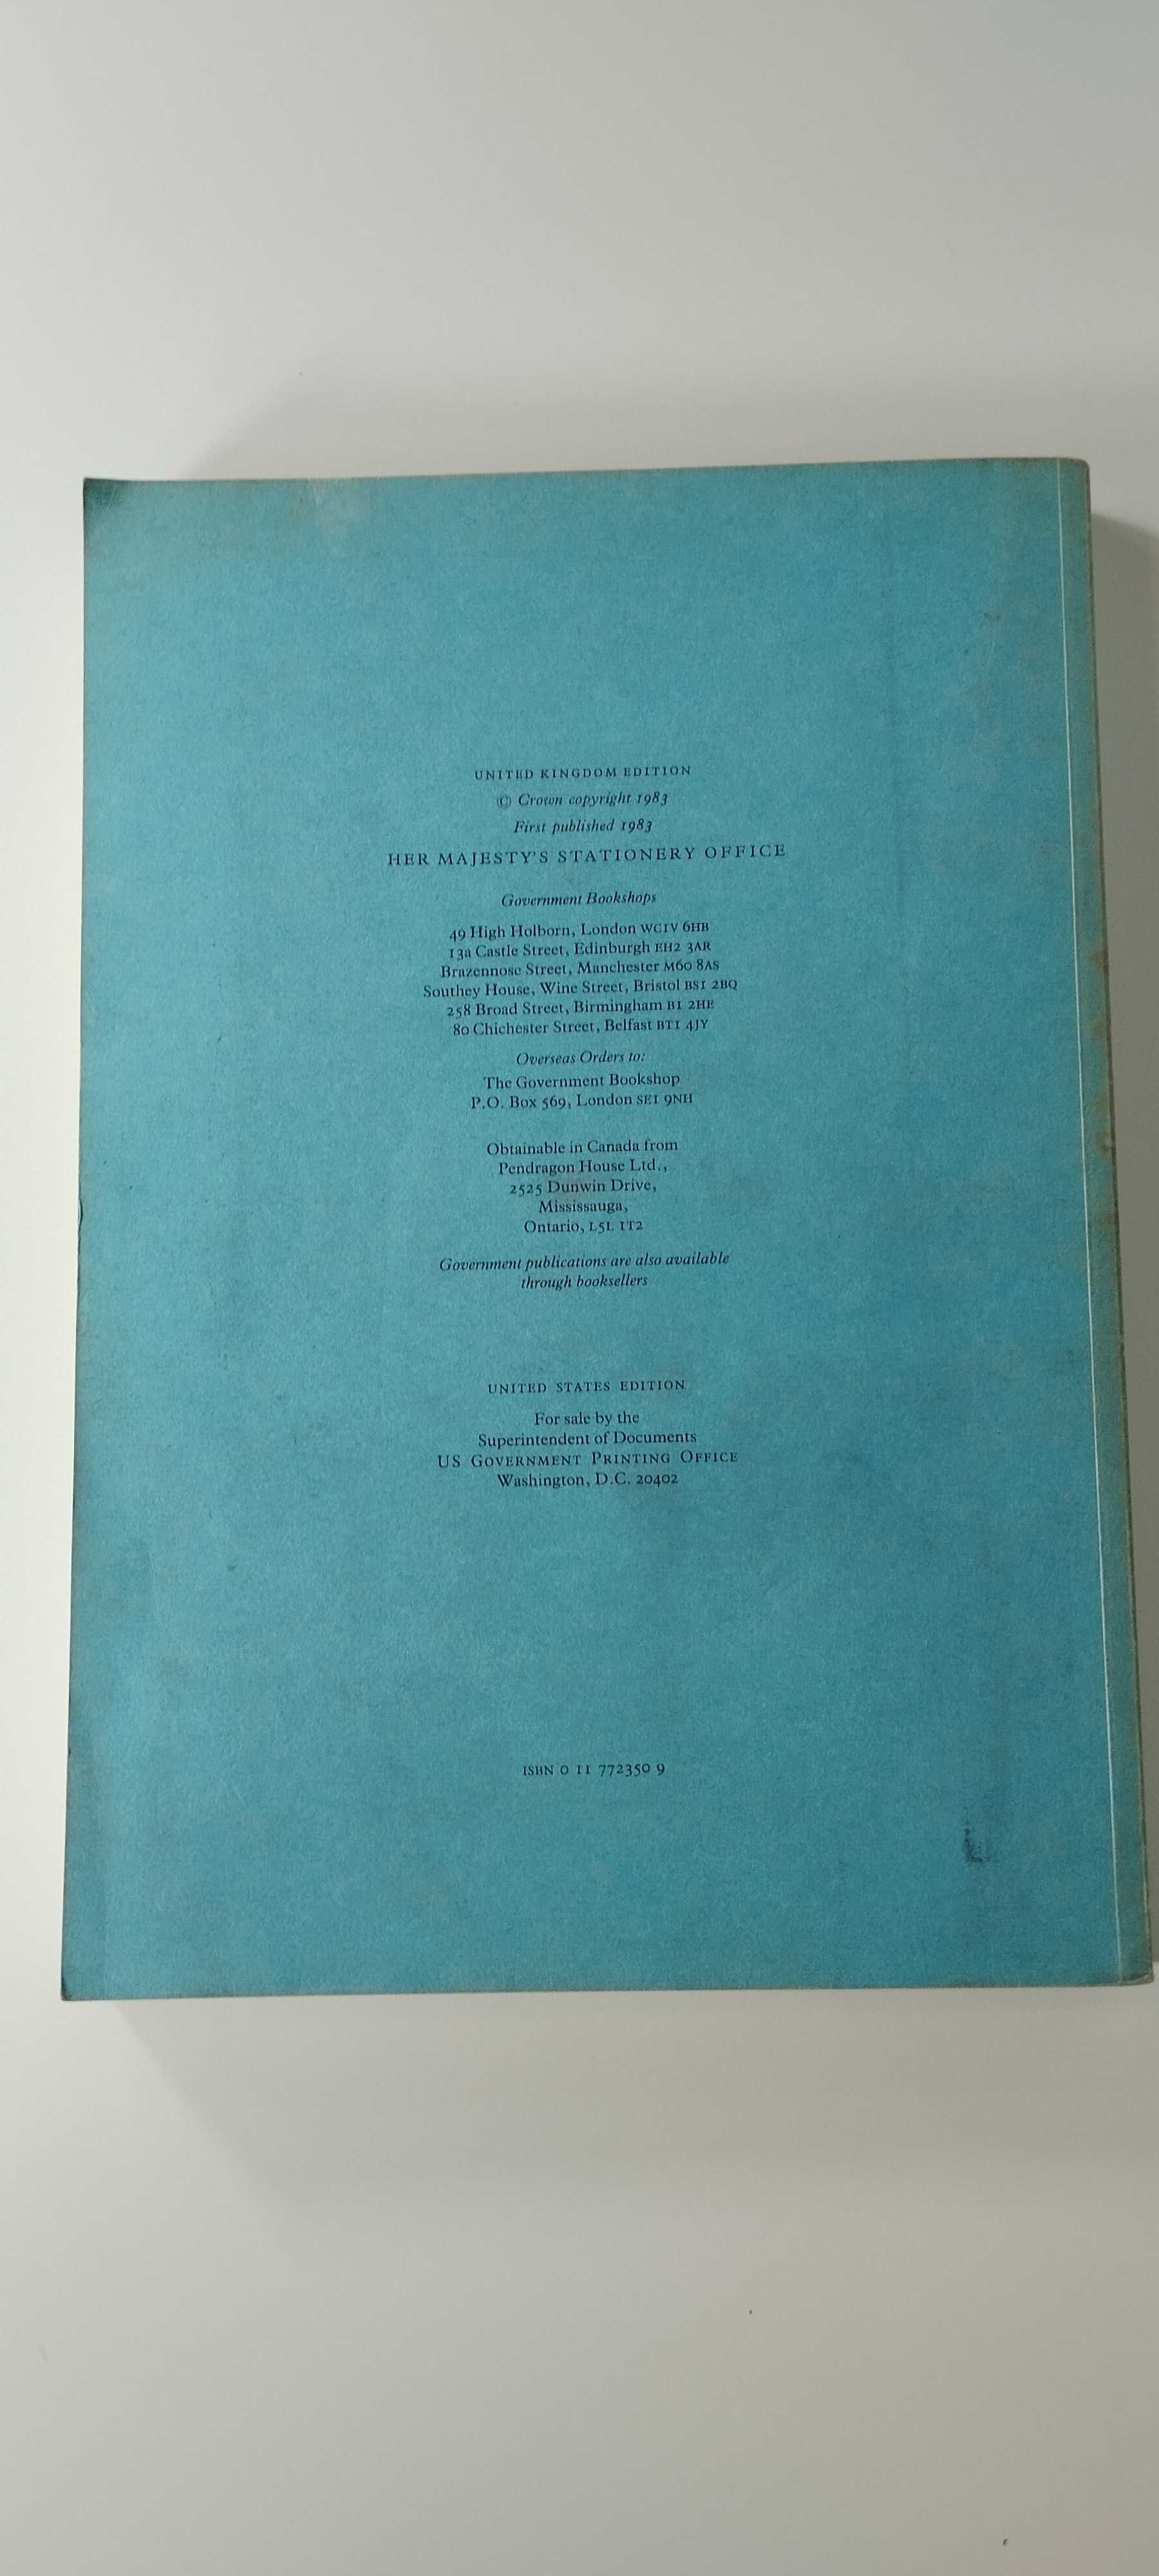 UNITED KINGDOM EDITION
© Crown copyright 1983
First published 1983
HER MAJESTY'S STATIONERY OFFICE
Government Bookshops
49 High Holborn, London WC1V 6HB
13a Castle Street, Edinburgh EH2 3AR
Brazennose Street, Manchester M60 8AS
Southey House, Wine Street, Bristol BS1 2BQ
258 Broad Street, Birmingham B1 2HE
80 Chichester Street, Belfast BT1 4JY
Overseas Orders to:
The Government Bookshop
P.O. Box 569, London SE1 9NH
Obtainable in Canada from
Pendragon House Ltd.,
2525 Dunwin Drive,
Mississauga,
Ontario, L5L 1T2
Government publications are also available
through booksellers
UNITED STATES EDITION
For sale by the
Superintendent of Documents
US GOVERNMENT PRINTING OFFICE
Washington, D.C. 20402
ISBN 0 11 772350 9